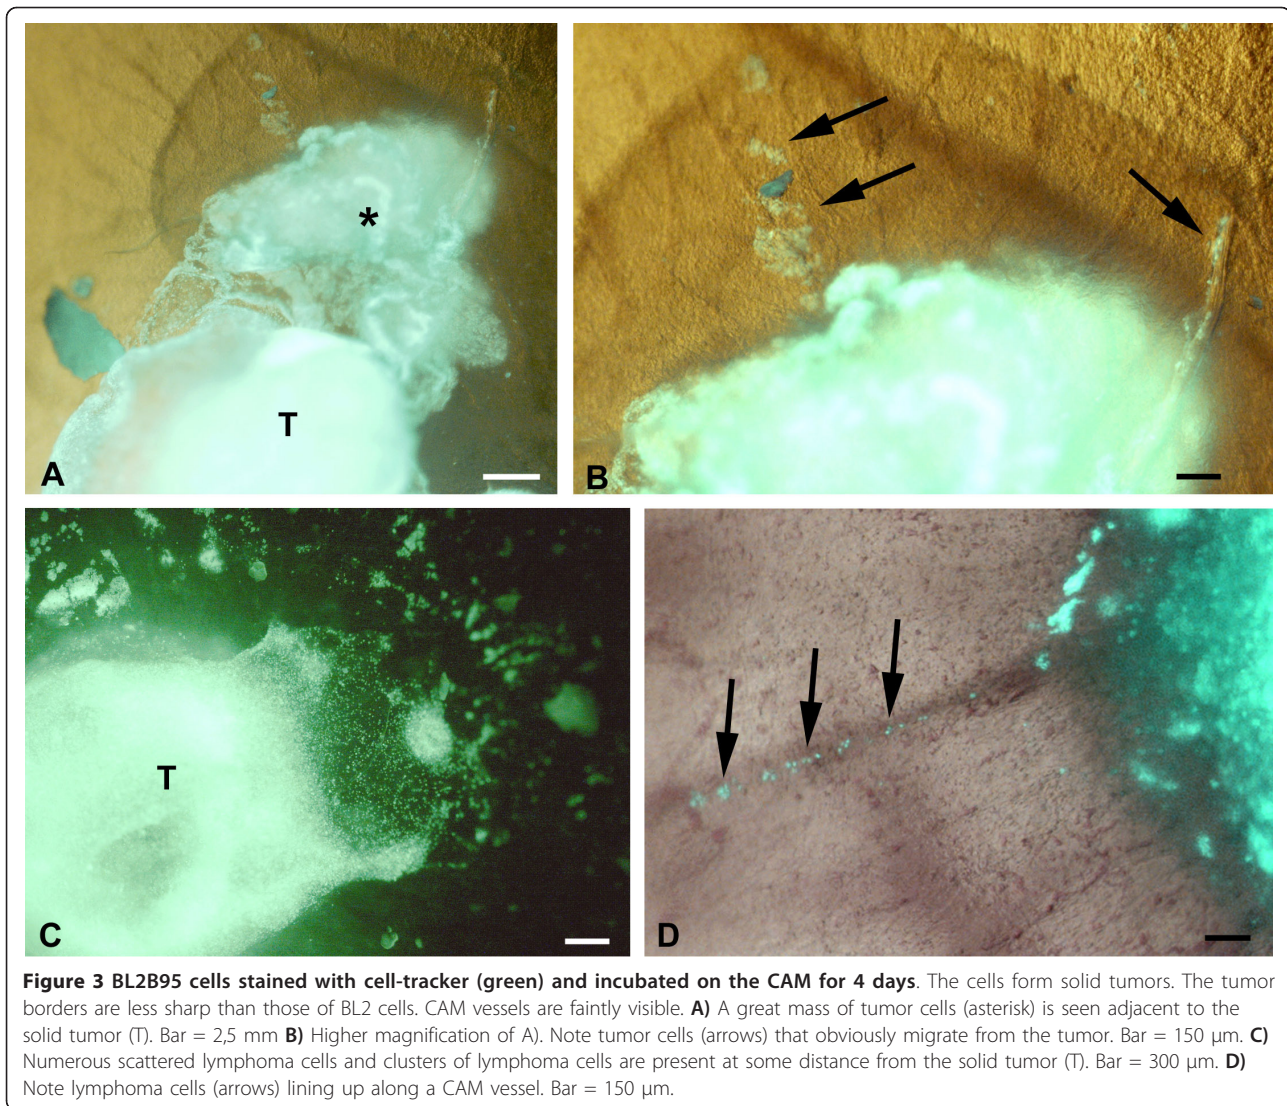 *
T
A
B
T
C
D
Figure 3 BL2B95 cells stained with cell-tracker (green) and incubated on the CAM for 4 days. The cells form solid tumors. The tumor
borders are less sharp than those of BL2 cells. CAM vessels are faintly visible. A) A great mass of tumor cells (asterisk) is seen adjacent to the
solid tumor (T). Bar = 2,5 mm B) Higher magnification of A). Note tumor cells (arrows) that obviously migrate from the tumor. Bar = 150 μm. C)
Numerous scattered lymphoma cells and clusters of lymphoma cells are present at some distance from the solid tumor (T). Bar = 300 μm. D)
Note lymphoma cells (arrows) lining up along a CAM vessel. Bar = 150 μm.